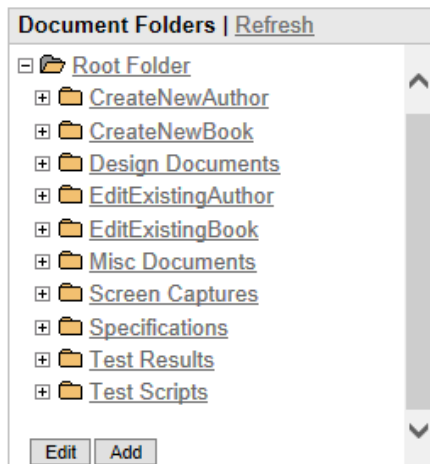 Document Folders | Refresh
Root Folder
CreateNewAuthor
CreateNewBook
Design Documents
EditExistingAuthor
EditExistingBook
Misc Documents
Screen Captures
Specifications
Test Results
Test Scripts
Edit Add